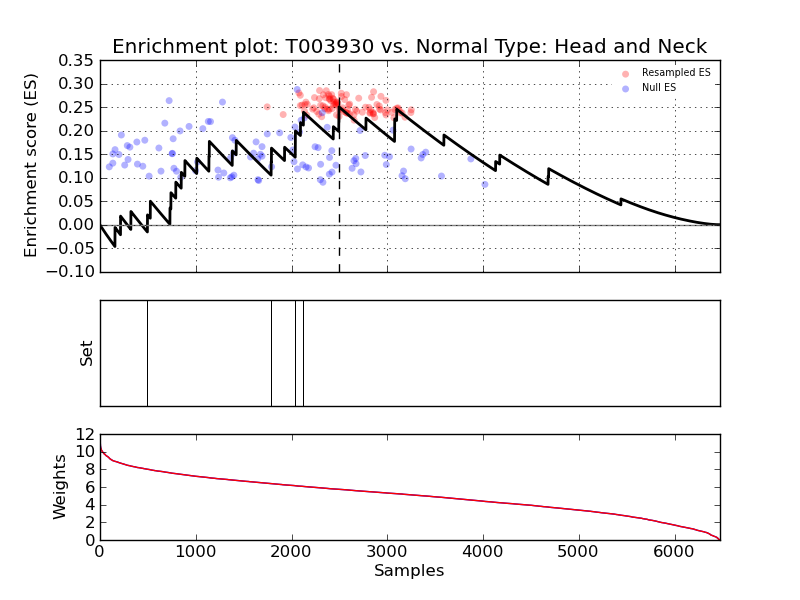 Enrichment plot: T003930 vs. Normal Type: Head and Neck
Enrichment score (ES)
0.35
0.30
0.25
0.20
0.15
0.10
0.05
0.00
−0.05
−0.10
Resampled ES
Null ES
Set
Weights
12
10
8
6
4
2
0
0 1000 2000 3000 4000 5000 6000
Samples